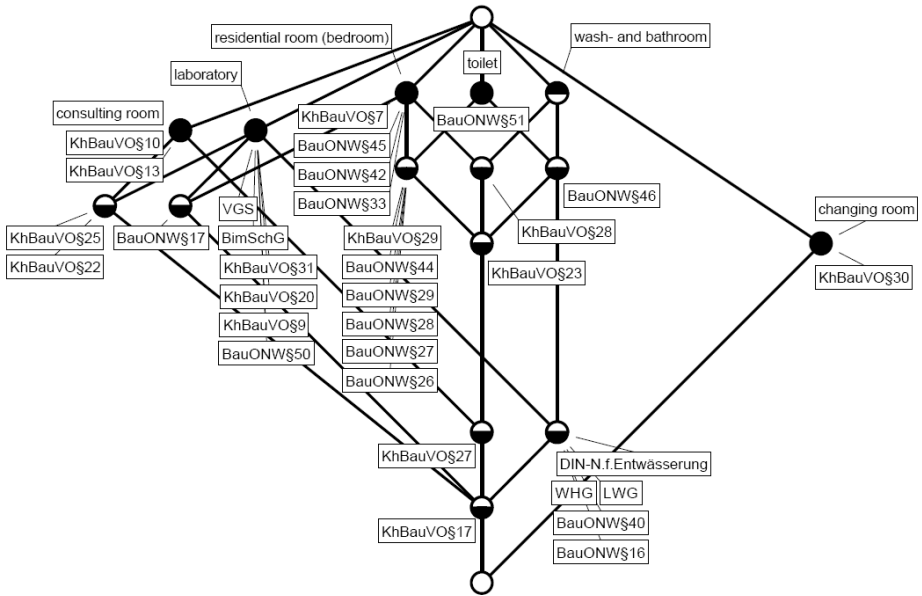 residential room (bedroom)
wash- and bathroom
toilet
laboratory
consulting room
KhBauVO§10
KhBauVO§13
KhBauVO§7
BauONW§51
BauONW§45
BauONW§42
BauONW§33
BauONW§46
changing room
KhBauVO§25
KhBauVO§22
BauONW§17
VGS
BimSchG
KhBauVO§31
KhBauVO§20
KhBauVO§9
BauONW§50
KhBauVO§29
BauONW§44
BauONW§29
BauONW§28
BauONW§27
BauONW§26
KhBauVO§28
KhBauVO§23
KhBauVO§30
KhBauVO§27
DIN-N.f.Entwässerung
WHG
LWG
BauONW§40
BauONW§16
KhBauVO§17